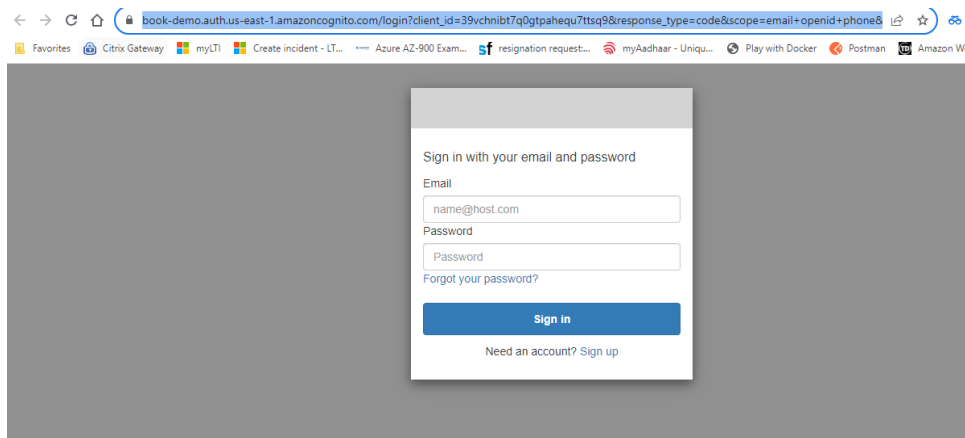 book-demo.auth.us-east-1.amazoncognito.com/login?client_id=39vchnibt7q0gtpahequ7ttsq9&response_type=code&scope=email+openid+phone&
Favorites Citrix Gateway myLTI Create incident - LT... Azure AZ-900 Exam... sf resignation request:... myAadhaar - Uniqu... Play with Docker Postman TD Amazon W
Sign in with your email and password
Email
name@host.com
Password
Password
Forgot your password?
Sign in
Need an account? Sign up